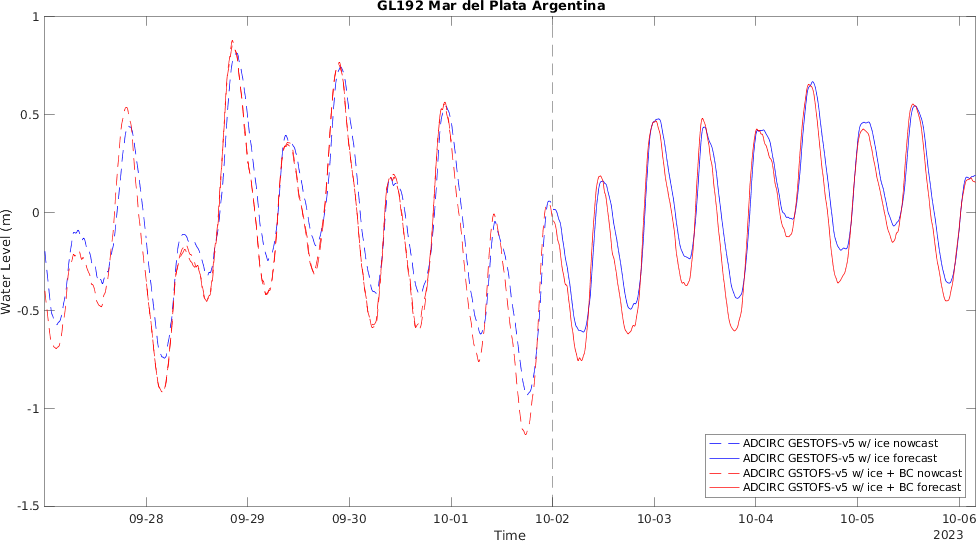 GL192 Mar del Plata Argentina
1
0.5
0
-0.5
-1
-1.5
Water Level (m)
ADCIRC GESTOFS-v5 w/ ice nowcast
ADCIRC GESTOFS-v5 w/ ice forecast
ADCIRC GSTOFS-v5 w/ ice + BC nowcast
ADCIRC GSTOFS-v5 w/ ice + BC forecast
09-28 09-29 09-30 10-01 10-02 10-03 10-04 10-05 10-06
Time
2023